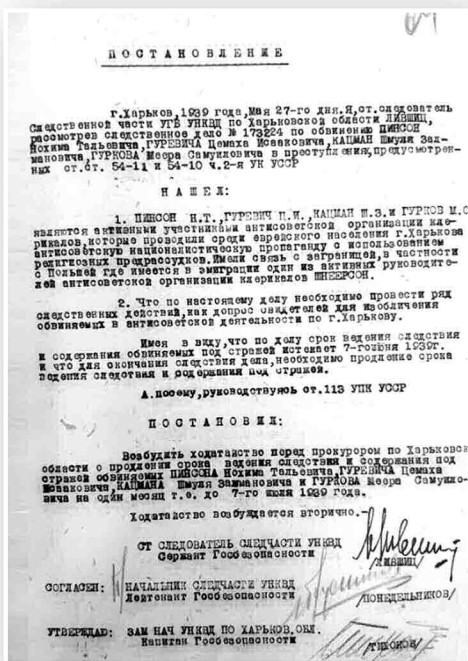 ПОСТАНОВЛЕНИЕ
г.Харьков, 1939 года, Мая 27-го дня. Я, ст.следователь
Следственной части УГБ УНКВД по Харьковской области ЛИВШИЦ,
рассмотрев следственное дело № 173224 по обвинению ПИНСОН
Нохима Тальевича, ГУРЕВИЧА Цемаха Исааковича, КАЦМАН Шмуля Зал-
мановича, ГУРКОВА Меера Самуиловича в преступлении, предусмотрен-
ных ст.ст. 54-11 и 54-10 ч.2-я УК УССР
НАШЕЛ:
1. ПИНСОН Н.Т., ГУРЕВИЧ Ц.И., КАЦМАН Ш.З. и ГУРКОВ М.С.
являются активными участниками антисоветской организации кле-
рикалов, которые проводили среди еврейского населения г.Харькова
антисоветскую националистическую пропаганду с использованием
религиозных предрассудков. Имели связь с заграницей, в частности
с Польшей где имеется в эмиграции один из активных руководите-
лей антисоветской организации клерикалов ШНЕЕРСОН.
2. Что по настоящему делу необходимо провести ряд
следственных действий, как допрос свидетелей для изобличения
обвиняемых в антисоветской деятельности по г.Харькову.
Имея в виду, что по делу срок ведения следствия
и содержания обвиняемых под стражей истекает 7-го июня 1939г.
и что для окончания следствия дела, необходимо продление срока
ведения следствия и содержания под стражей.
А посему, руководствуясь ст.113 УПК УССР
ПОСТАНОВИЛ:
Возбудить ходатайство перед прокурором по Харьковск
области о продлении срока ведения следствия и содержания под
стражей обвиняемых ПИНСОНА Нохима Тальевича, ГУРЕВИЧА Цемаха
Исааковича, КАЦМАНА Шмуля Залмановича и ГУРКОВА Меера Самуило-
вича на один месяц т.е. до 7-го июля 1939 года.
Ходатайство возбуждается вторично.-
СТ СЛЕДОВАТЕЛЬ СЛЕДЧАСТИ УНКВД
Сержант Госбезопасности
/ЛИВШИЦ/
СОГЛАСЕН: НАЧАЛЬНИК СЛЕДЧАСТИ УНКВД
Лейтенант Госбезопасности /ПОНЕДЕЛЬНИКОВ/
УТВЕРЖДАЮ: ЗАМ НАЧ УНКВД ПО ХАРЬКОВ.ОБЛ.
Капитан Госбезопасности /ТИХОНОВ/